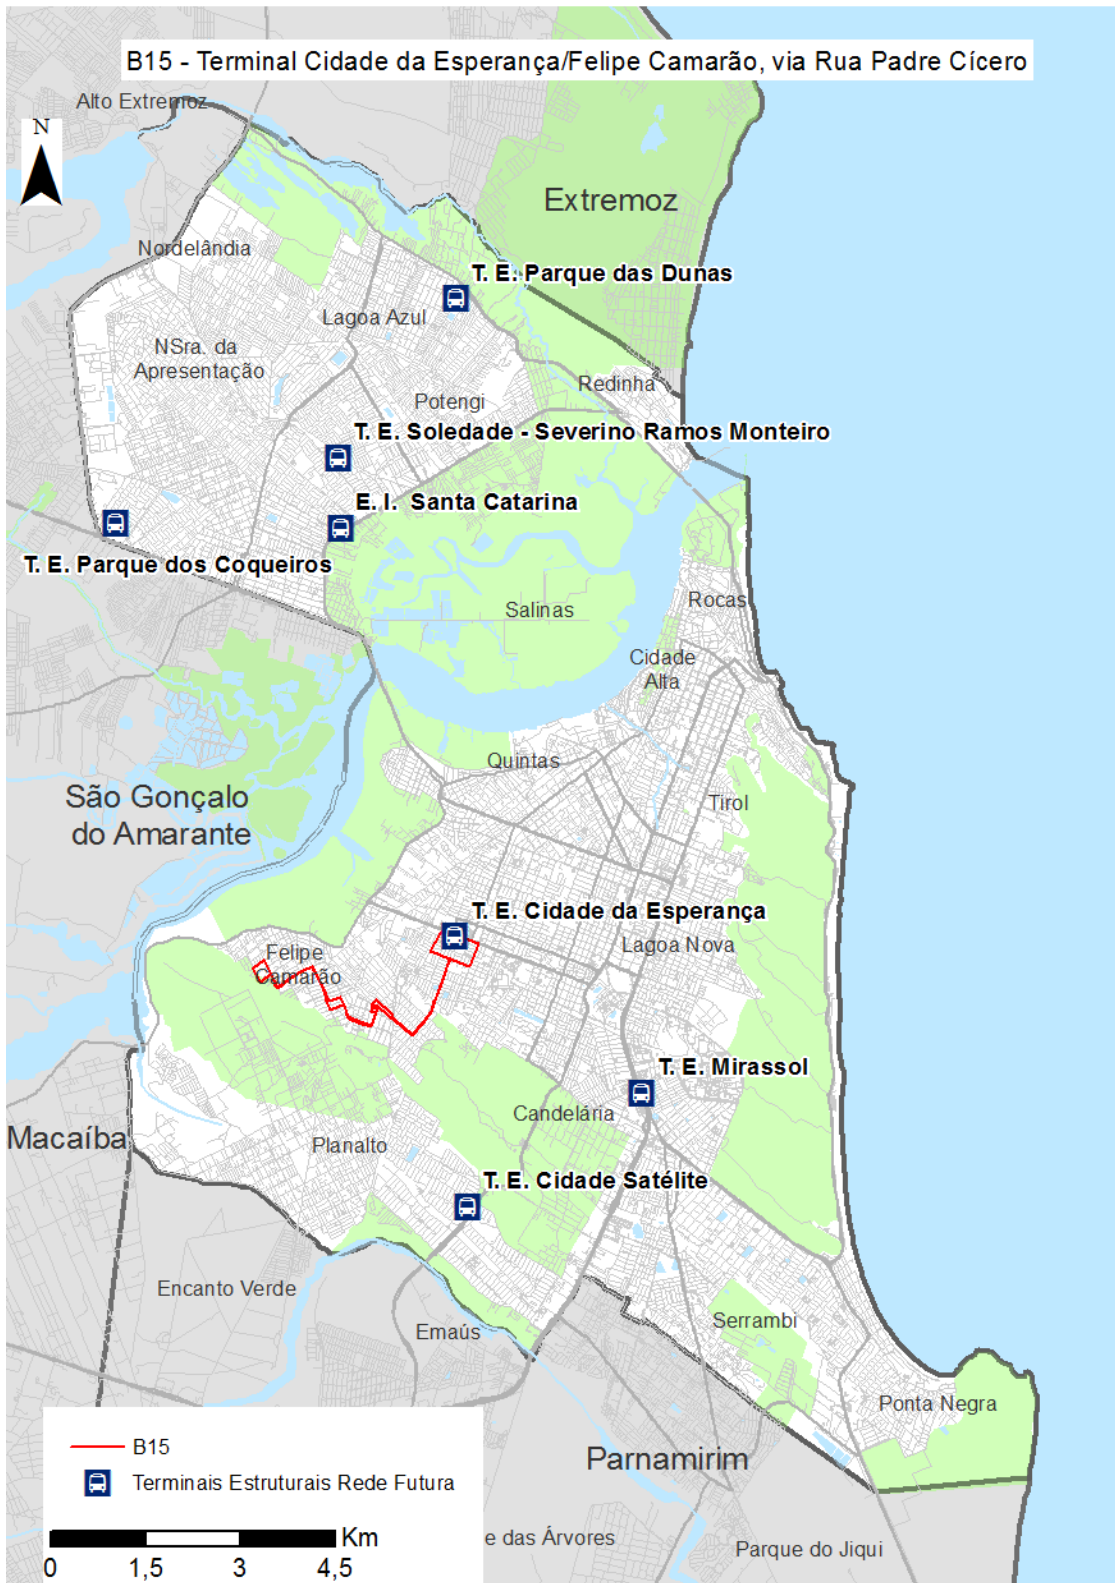 B15 - Terminal Cidade da Esperança/Felipe Camarão, via Rua Padre Cícero
Alto Extremoz
N
Extremoz
Nordelândia
T. E. Parque das Dunas
Lagoa Azul
NSra. da
Apresentação
Redinha
Potengi
T. E. Soledade - Severino Ramos Monteiro
E. I. Santa Catarina
T. E. Parque dos Coqueiros
Rocas
Salinas
Cidade
Alta
Quintas
São Gonçalo
do Amarante
Tirol
T. E. Cidade da Esperança
Lagoa Nova
Felipe
Camarão
T. E. Mirassol
Candelária
Macaíba
Planalto
T. E. Cidade Satélite
Encanto Verde
Emaús
Serrambi
Ponta Negra
Parnamirim
B15
Terminais Estruturais Rede Futura
Km
0 1,5 3 4,5
e das Árvores
Parque do Jiqui